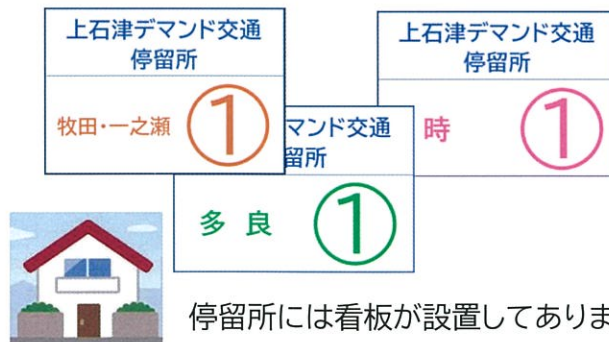 上石津デマンド交通
停留所
牧田・一之瀬 ①
マンド交通
留所
多 良 ①
上石津デマンド交通
停留所
時 ①
停留所には看板が設置してありま